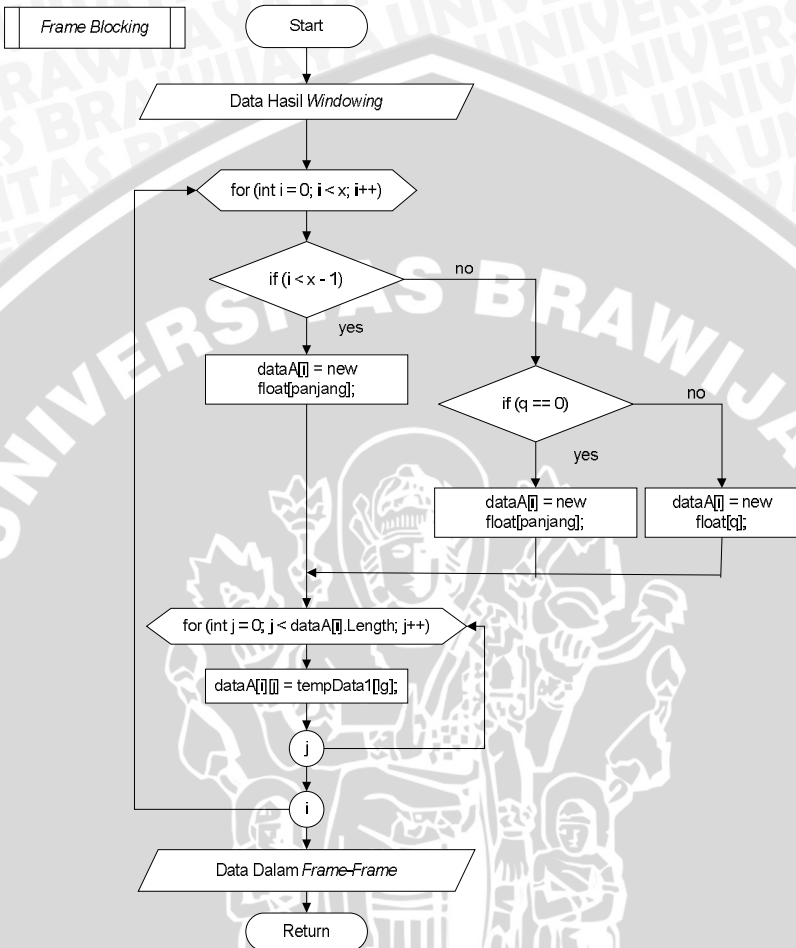 Frame Blocking
Start
Data Hasil Windowing
for (int i = 0; i < x; i++)
if (i < x - 1)
no
yes
dataA[i] = new
float[panjang];
if (q == 0)
no
yes
dataA[i] = new
float[panjang];
dataA[i] = new
float[q];
for (int j = 0; j < dataA[i].Length; j++)
dataA[i][j] = tempData1[lg];
j
i
Data Dalam Frame-Frame
Return
UNIVERSITAS BRAWIJA